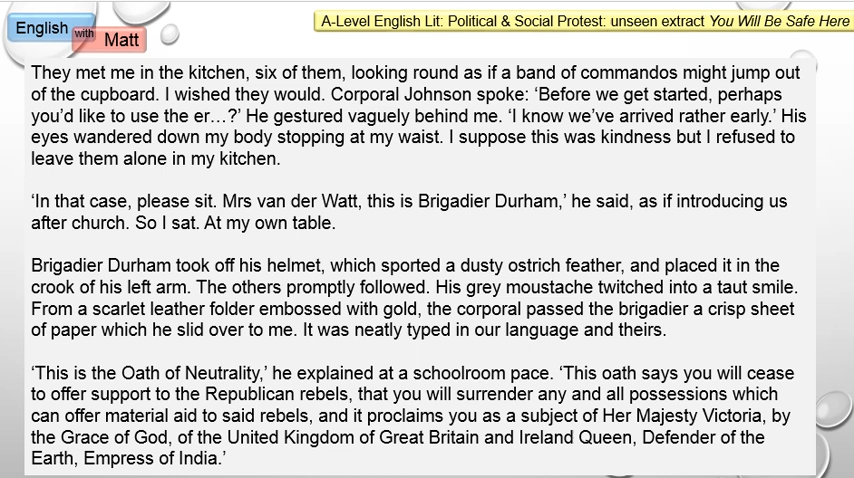 English with Matt
A-Level English Lit: Political & Social Protest: unseen extract You Will Be Safe Here
They met me in the kitchen, six of them, looking round as if a band of commandos might jump out
of the cupboard. I wished they would. Corporal Johnson spoke: ‘Before we get started, perhaps
you’d like to use the er…?’ He gestured vaguely behind me. ‘I know we’ve arrived rather early.’ His
eyes wandered down my body stopping at my waist. I suppose this was kindness but I refused to
leave them alone in my kitchen.
‘In that case, please sit. Mrs van der Watt, this is Brigadier Durham,’ he said, as if introducing us
after church. So I sat. At my own table.
Brigadier Durham took off his helmet, which sported a dusty ostrich feather, and placed it in the
crook of his left arm. The others promptly followed. His grey moustache twitched into a taut smile.
From a scarlet leather folder embossed with gold, the corporal passed the brigadier a crisp sheet
of paper which he slid over to me. It was neatly typed in our language and theirs.
‘This is the Oath of Neutrality,’ he explained at a schoolroom pace. ‘This oath says you will cease
to offer support to the Republican rebels, that you will surrender any and all possessions which
can offer material aid to said rebels, and it proclaims you as a subject of Her Majesty Victoria, by
the Grace of God, of the United Kingdom of Great Britain and Ireland Queen, Defender of the
Earth, Empress of India.’